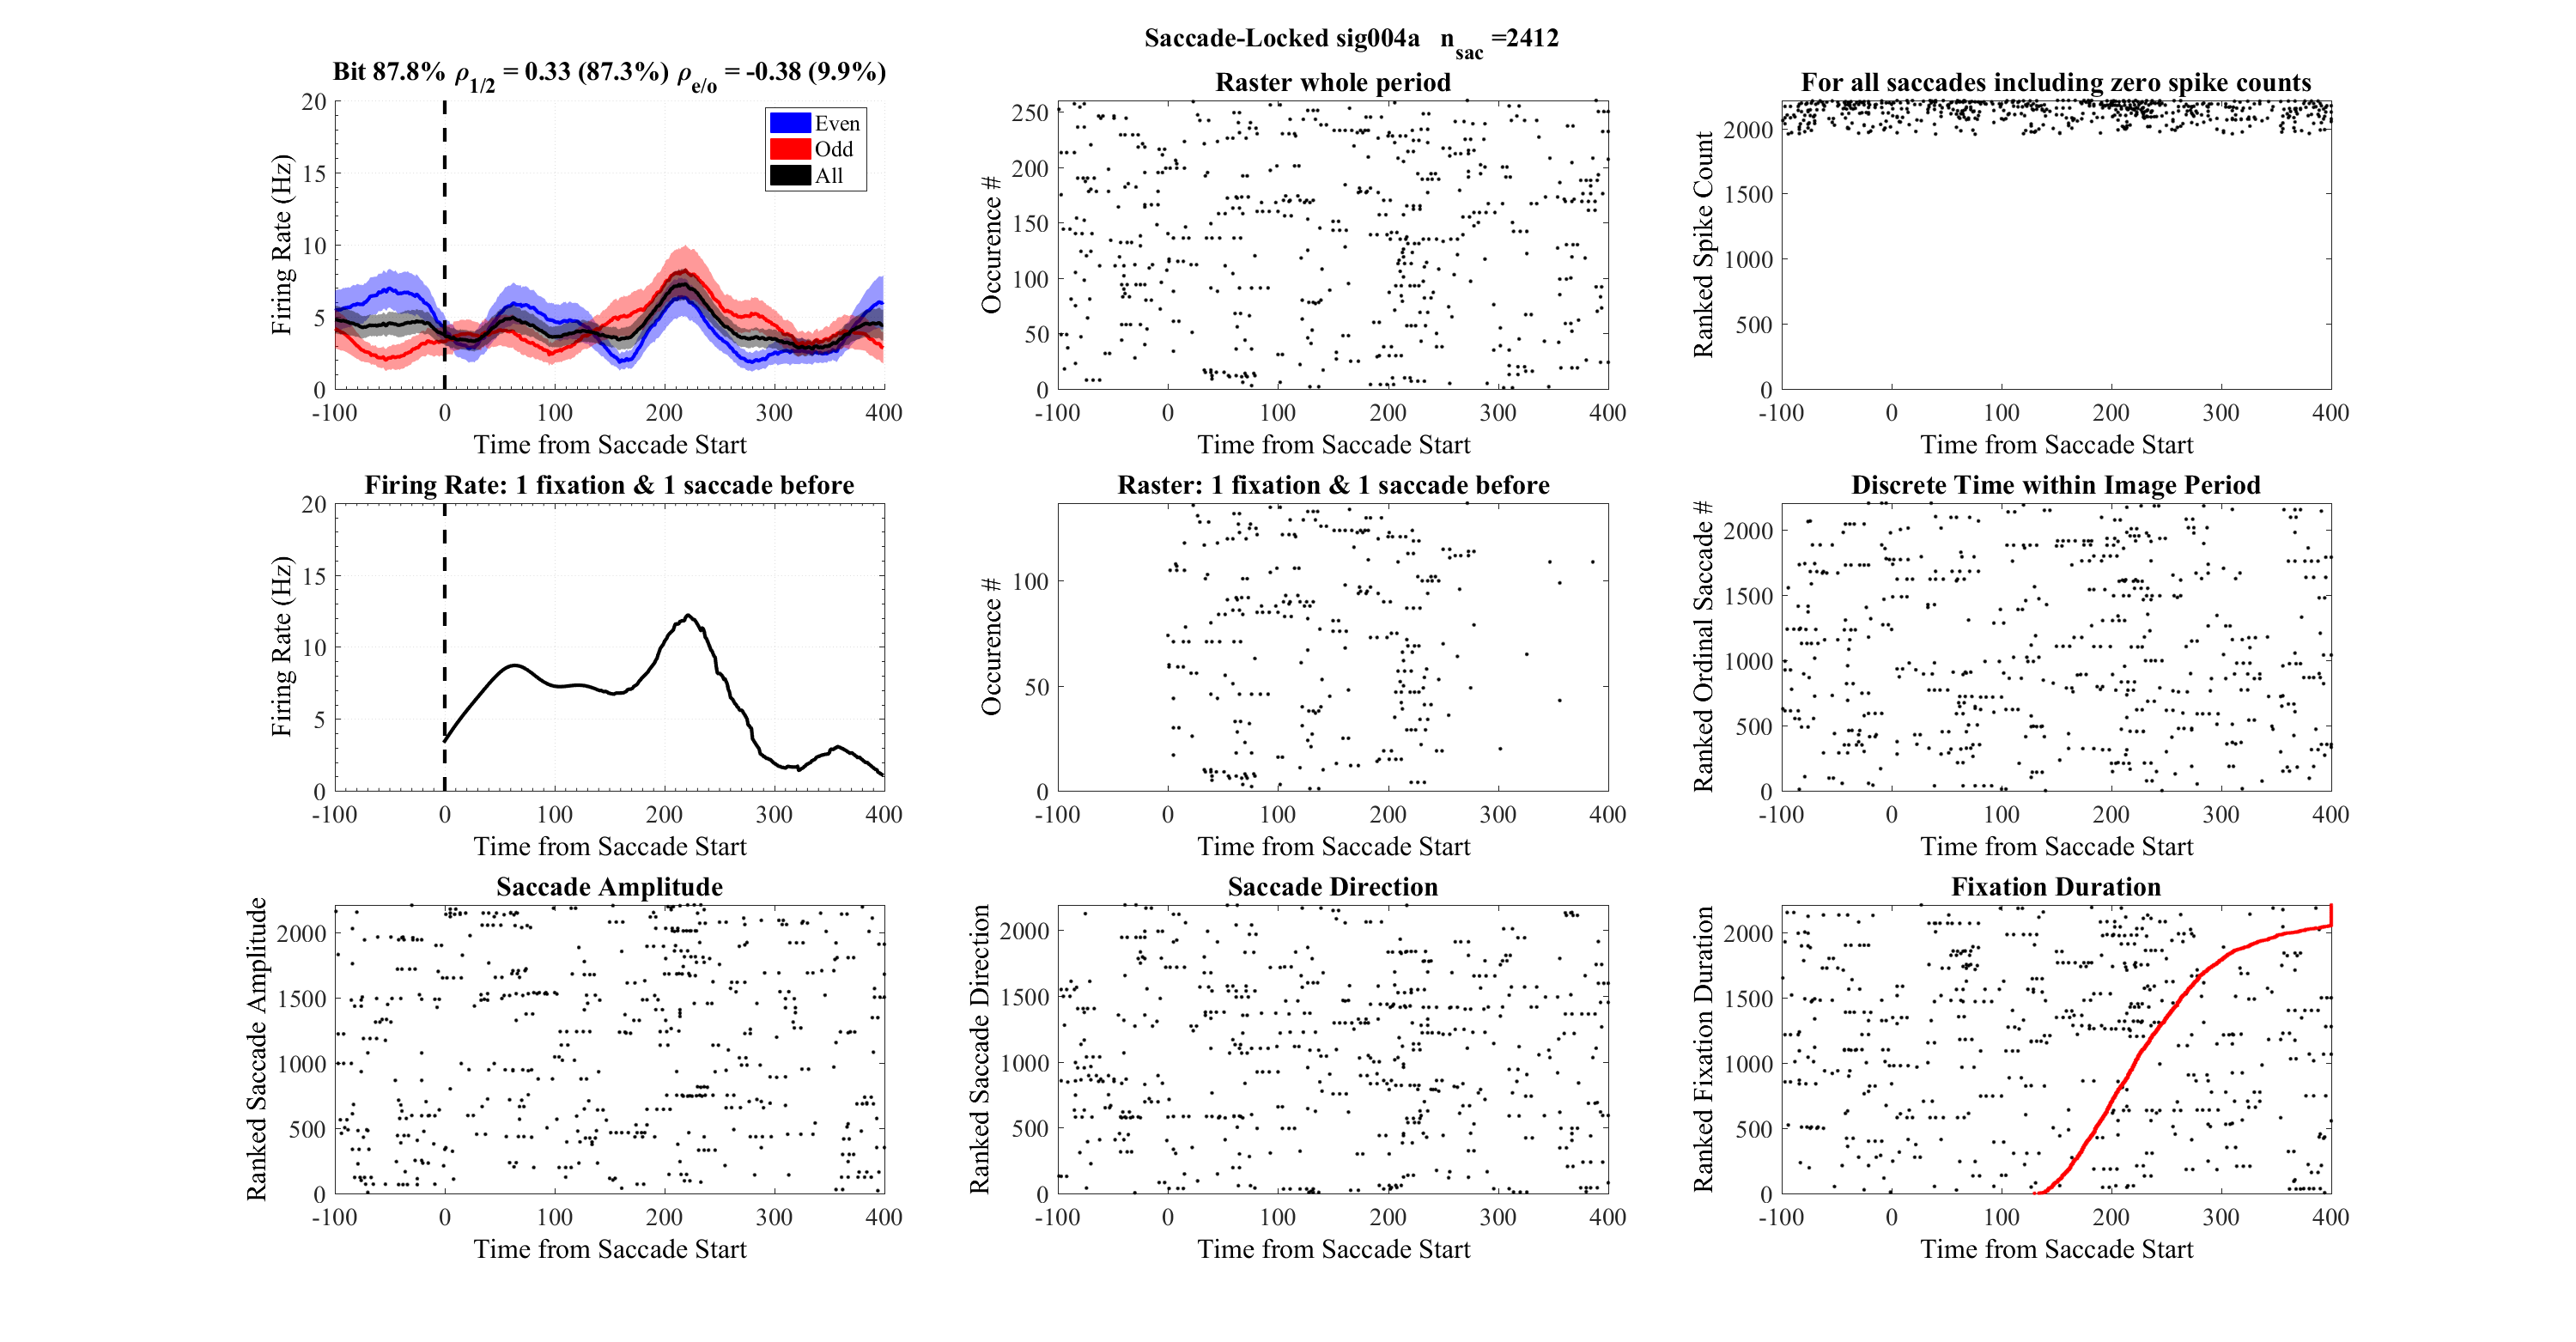 Saccade-Locked sig004a n_sac =2412
Bit 87.8% ρ_1/2 = 0.33 (87.3%) ρ_e/o = -0.38 (9.9%)
20
15
10
5
0
Firing Rate (Hz)
Even
Odd
All
-100 0 100 200 300 400
Time from Saccade Start
Raster whole period
250
200
150
100
50
0
Occurence #
-100 0 100 200 300 400
Time from Saccade Start
For all saccades including zero spike counts
2000
1500
1000
500
0
Ranked Spike Count
-100 0 100 200 300 400
Time from Saccade Start
Firing Rate: 1 fixation & 1 saccade before
20
15
10
5
0
Firing Rate (Hz)
-100 0 100 200 300 400
Time from Saccade Start
Raster: 1 fixation & 1 saccade before
100
50
0
Occurence #
-100 0 100 200 300 400
Time from Saccade Start
Discrete Time within Image Period
2000
1500
1000
500
0
Ranked Ordinal Saccade #
-100 0 100 200 300 400
Time from Saccade Start
Saccade Amplitude
2000
1500
1000
500
0
Ranked Saccade Amplitude
-100 0 100 200 300 400
Time from Saccade Start
Saccade Direction
2000
1500
1000
500
0
Ranked Saccade Direction
-100 0 100 200 300 400
Time from Saccade Start
Fixation Duration
2000
1500
1000
500
0
Ranked Fixation Duration
-100 0 100 200 300 400
Time from Saccade Start